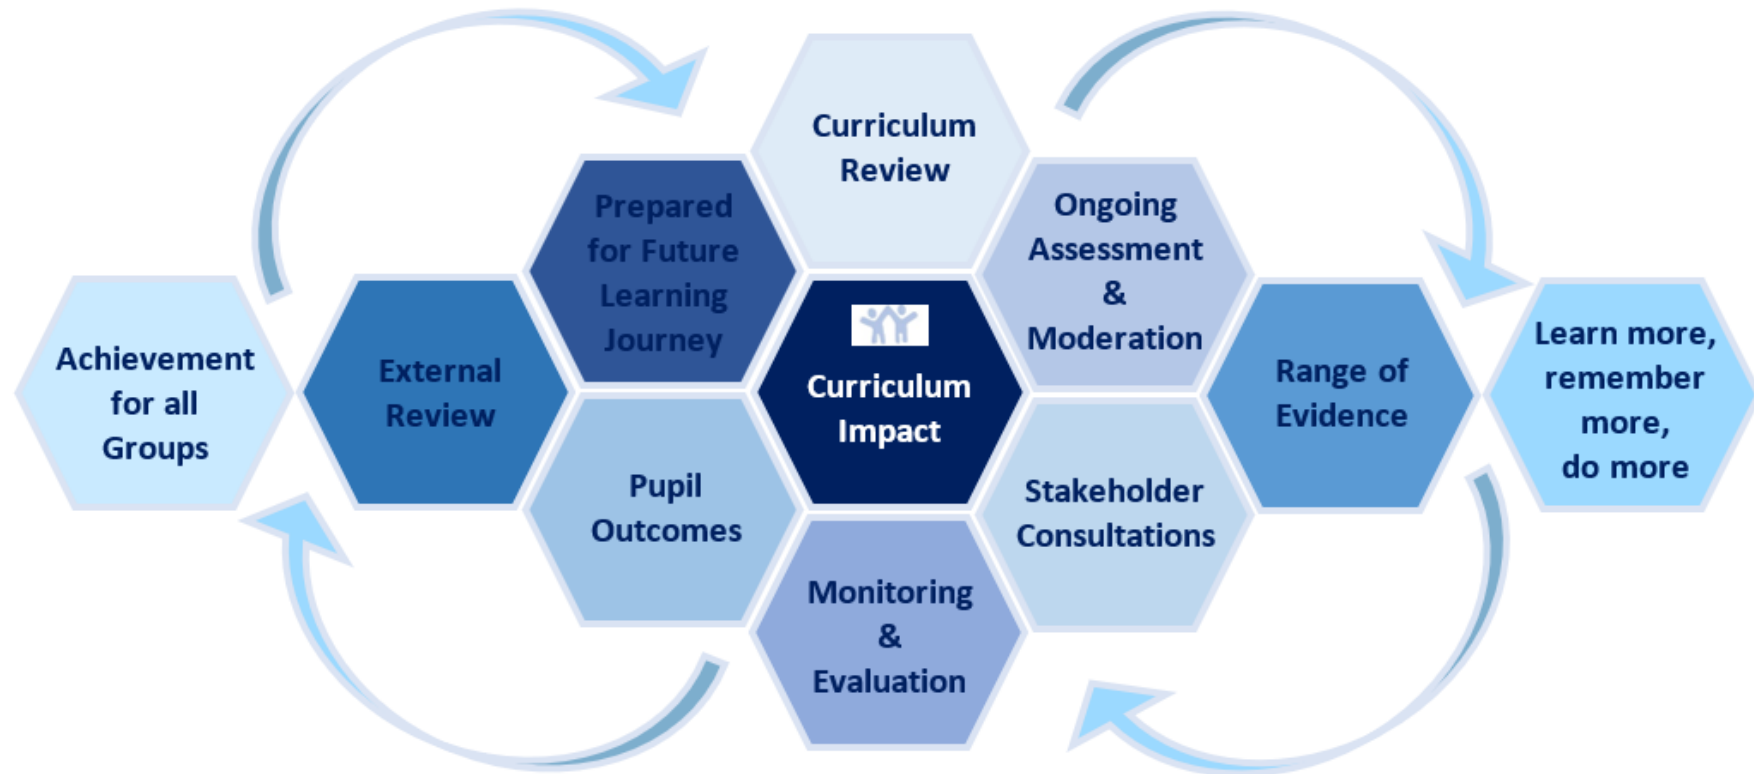 Curriculum
Review
Prepared
for Future
Learning
Journey
Ongoing
Assessment
&
Moderation
Achievement
for all
Groups
External
Review
Curriculum
Impact
Range of
Evidence
Learn more,
remember
more,
do more
Pupil
Outcomes
Stakeholder
Consultations
Monitoring
&
Evaluation